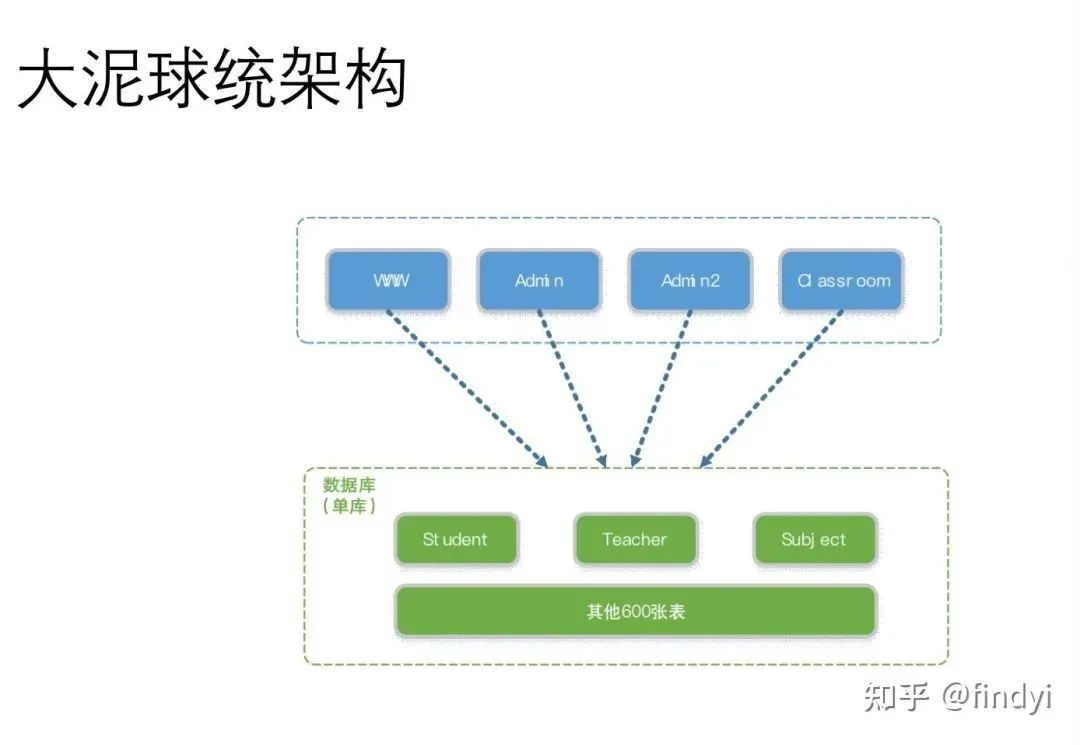 大泥球统架构
WWW
Admin
Admin2
Classroom
数据库
(单库)
Student
Teacher
Subject
其他600张表
知乎 @findyi